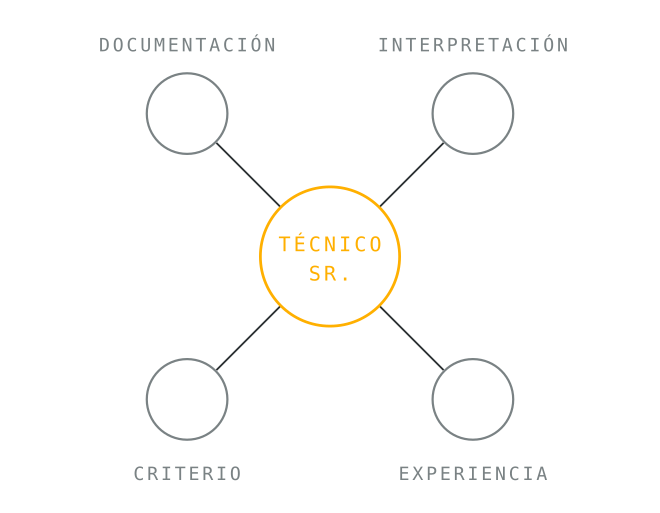 DOCUMENTACIÓN
INTERPRETACIÓN
TÉCNICO
SR.
CRITERIO
EXPERIENCIA